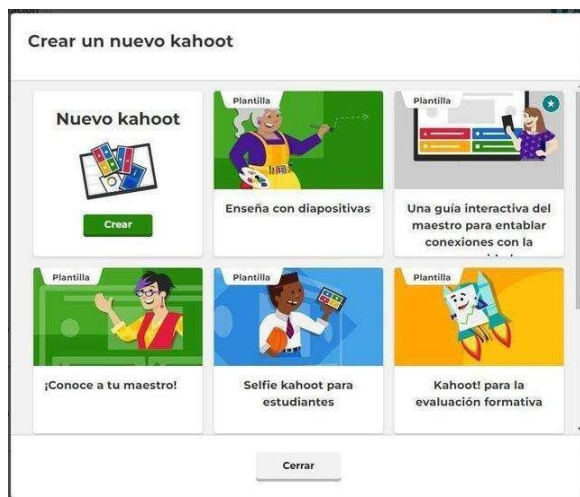 Crear un nuevo kahoot
Nuevo kahoot
Crear
Plantilla
Enseña con diapositivas
Plantilla
Una guía interactiva del
maestro para entablar
conexiones con la
Plantilla
¡Conoce a tu maestro!
Plantilla
Selfie kahoot para
estudiantes
Plantilla
Kahoot! para la
evaluación formativa
Cerrar